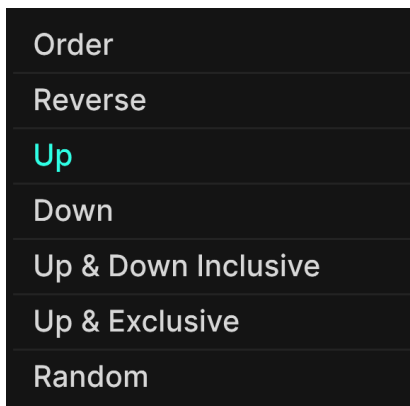 Order
Reverse
Up
Down
Up & Down Inclusive
Up & Exclusive
Random